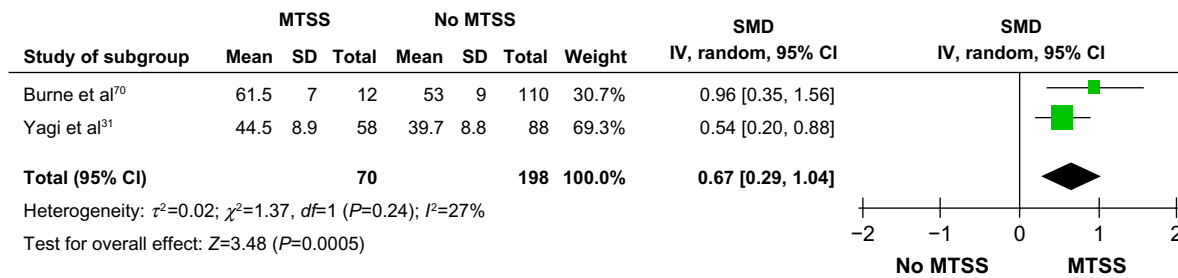 MTSS No MTSS SMD SMD
Study of subgroup Mean SD Total Mean SD Total Weight IV, random, 95% CI IV, random, 95% CI
Burne et al⁷⁰ 61.5 7 12 53 9 110 30.7% 0.96 [0.35, 1.56]
Yagi et al³¹ 44.5 8.9 58 39.7 8.8 88 69.3% 0.54 [0.20, 0.88]
Total (95% CI) 70 198 100.0% 0.67 [0.29, 1.04]
Heterogeneity: τ²=0.02; χ²=1.37, df=1 (P=0.24); I²=27%
Test for overall effect: Z=3.48 (P=0.0005)
−2 −1 0 1 2
No MTSS MTSS